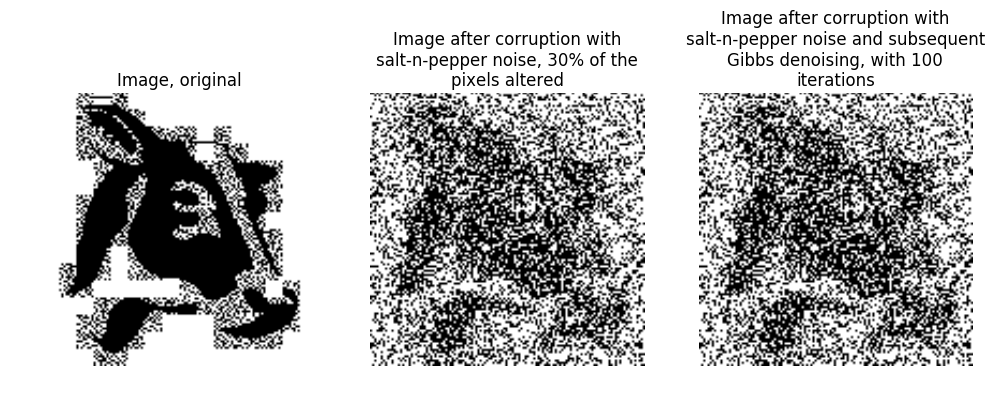 Image, original
Image after corruption with
salt-n-pepper noise, 30% of the
pixels altered
Image after corruption with
salt-n-pepper noise and subsequent
Gibbs denoising, with 100
iterations